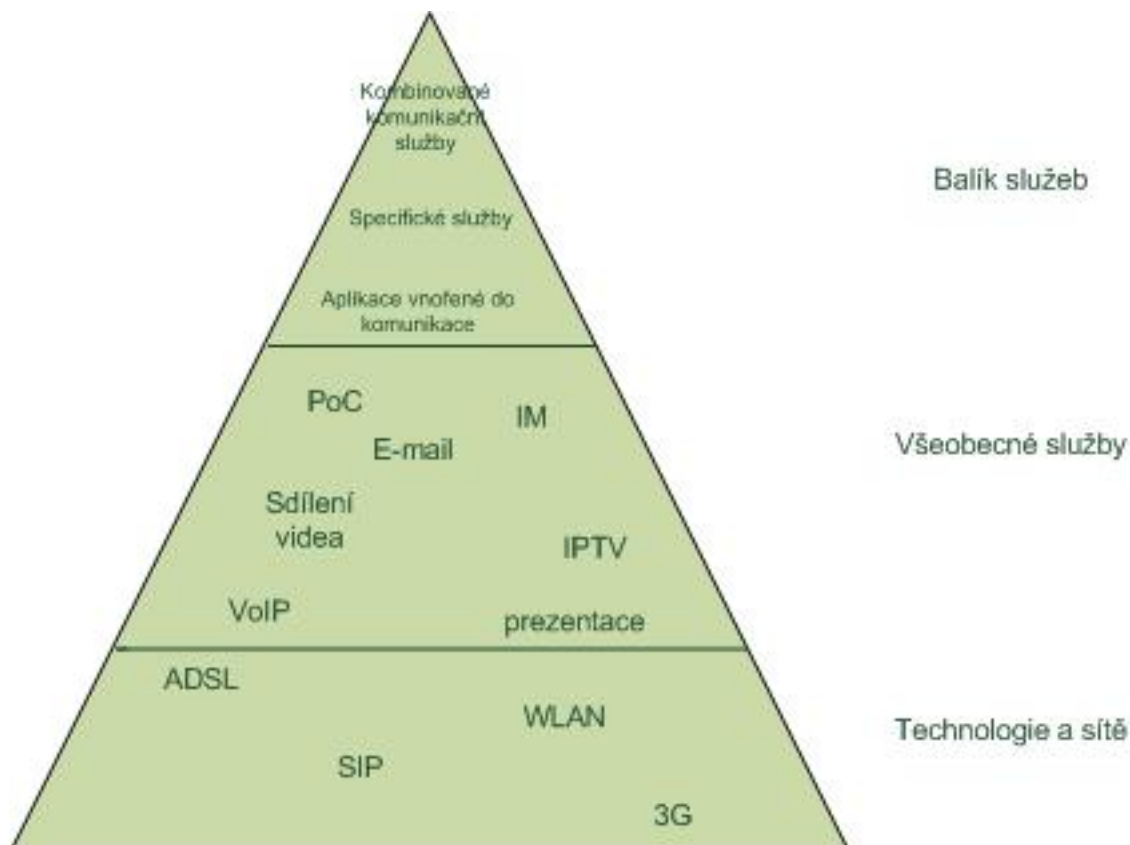 Kombinované
komunikační
služby
Balík služeb
Specifické služby
Aplikace vnořené do
komunikace
PoC
IM
E-mail
Všeobecné služby
Sdílení
videa
IPTV
VoIP
prezentace
ADSL
WLAN
Technologie a sítě
SIP
3G